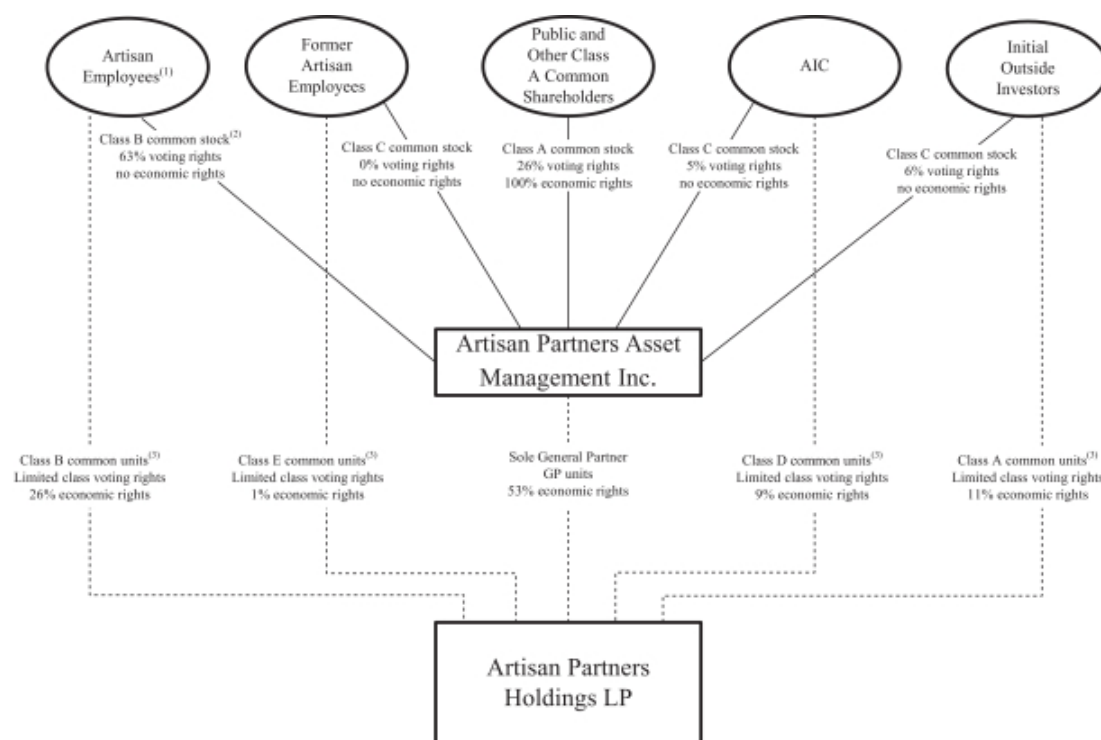 Artisan
Employees(1)
Former
Artisan
Employees
Public and
Other Class
A Common
Shareholders
AIC
Initial
Outside
Investors
Class B common stock(2)
63% voting rights
no economic rights
Class C common stock
0% voting rights
no economic rights
Class A common stock
26% voting rights
100% economic rights
Class C common stock
5% voting rights
no economic rights
Class C common stock
6% voting rights
no economic rights
Artisan Partners Asset
Management Inc.
Class B common units(3)
Limited class voting rights
26% economic rights
Class E common units(3)
Limited class voting rights
1% economic rights
Sole General Partner
GP units
53% economic rights
Class D common units(3)
Limited class voting rights
9% economic rights
Class A common units(3)
Limited class voting rights
11% economic rights
Artisan Partners
Holdings LP